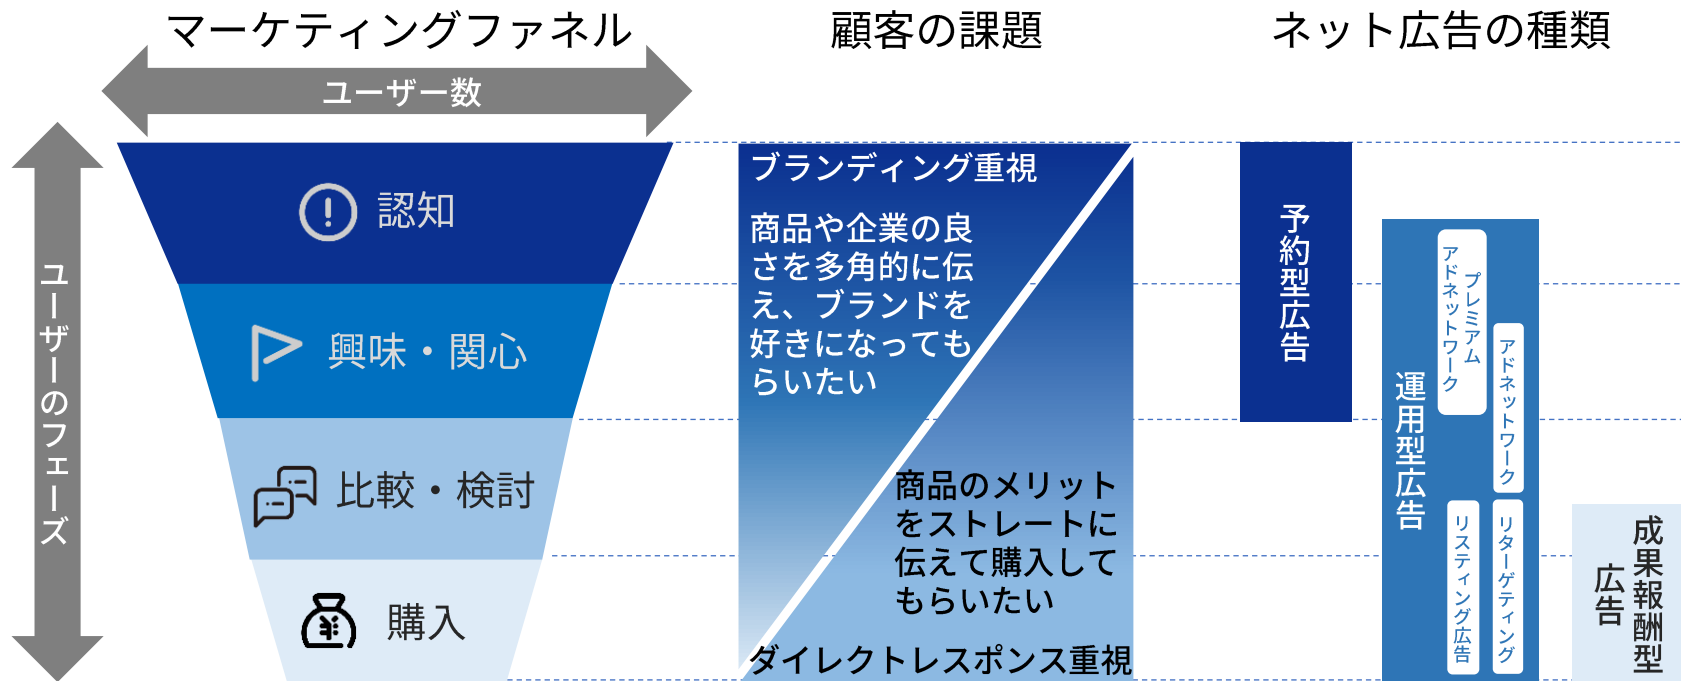 マーケティングファネル
顧客の課題
ネット広告の種類
ユーザー数
ユーザーのフェーズ
認知
興味・関心
比較・検討
購入
ブランディング重視
商品や企業の良
さを多角的に伝
え、ブランドを
好きになっても
らいたい
商品のメリット
をストレートに
伝えて購入して
もらいたい
ダイレクトレスポンス重視
予約型広告
運用型広告
プレミアム
アドネットワーク
アドネットワーク
リスティング広告
リターゲティング
成果報酬型
広告